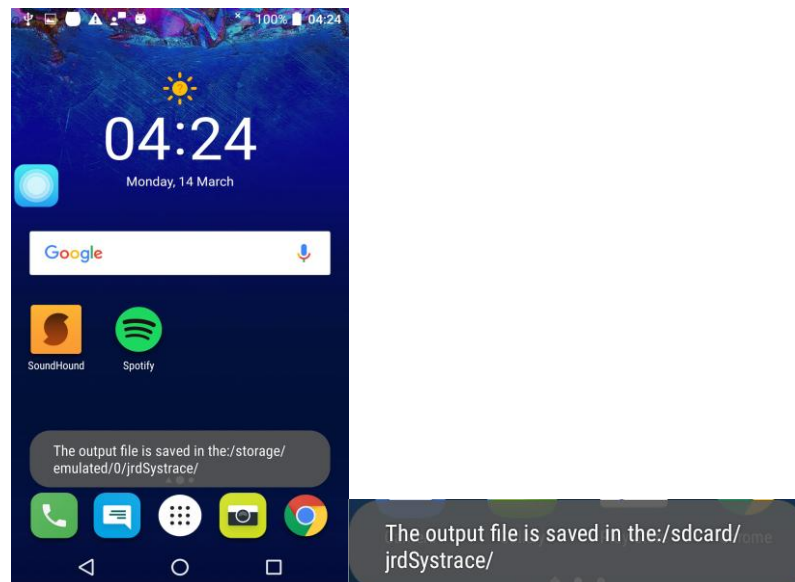 100% 04:24
04:24
Monday, 14 March
Google
SoundHound
Spotify
The output file is saved in the:/storage/
emulated/0/jrdSystrace/
The output file is saved in the:/sdcard/
jrdSystrace/